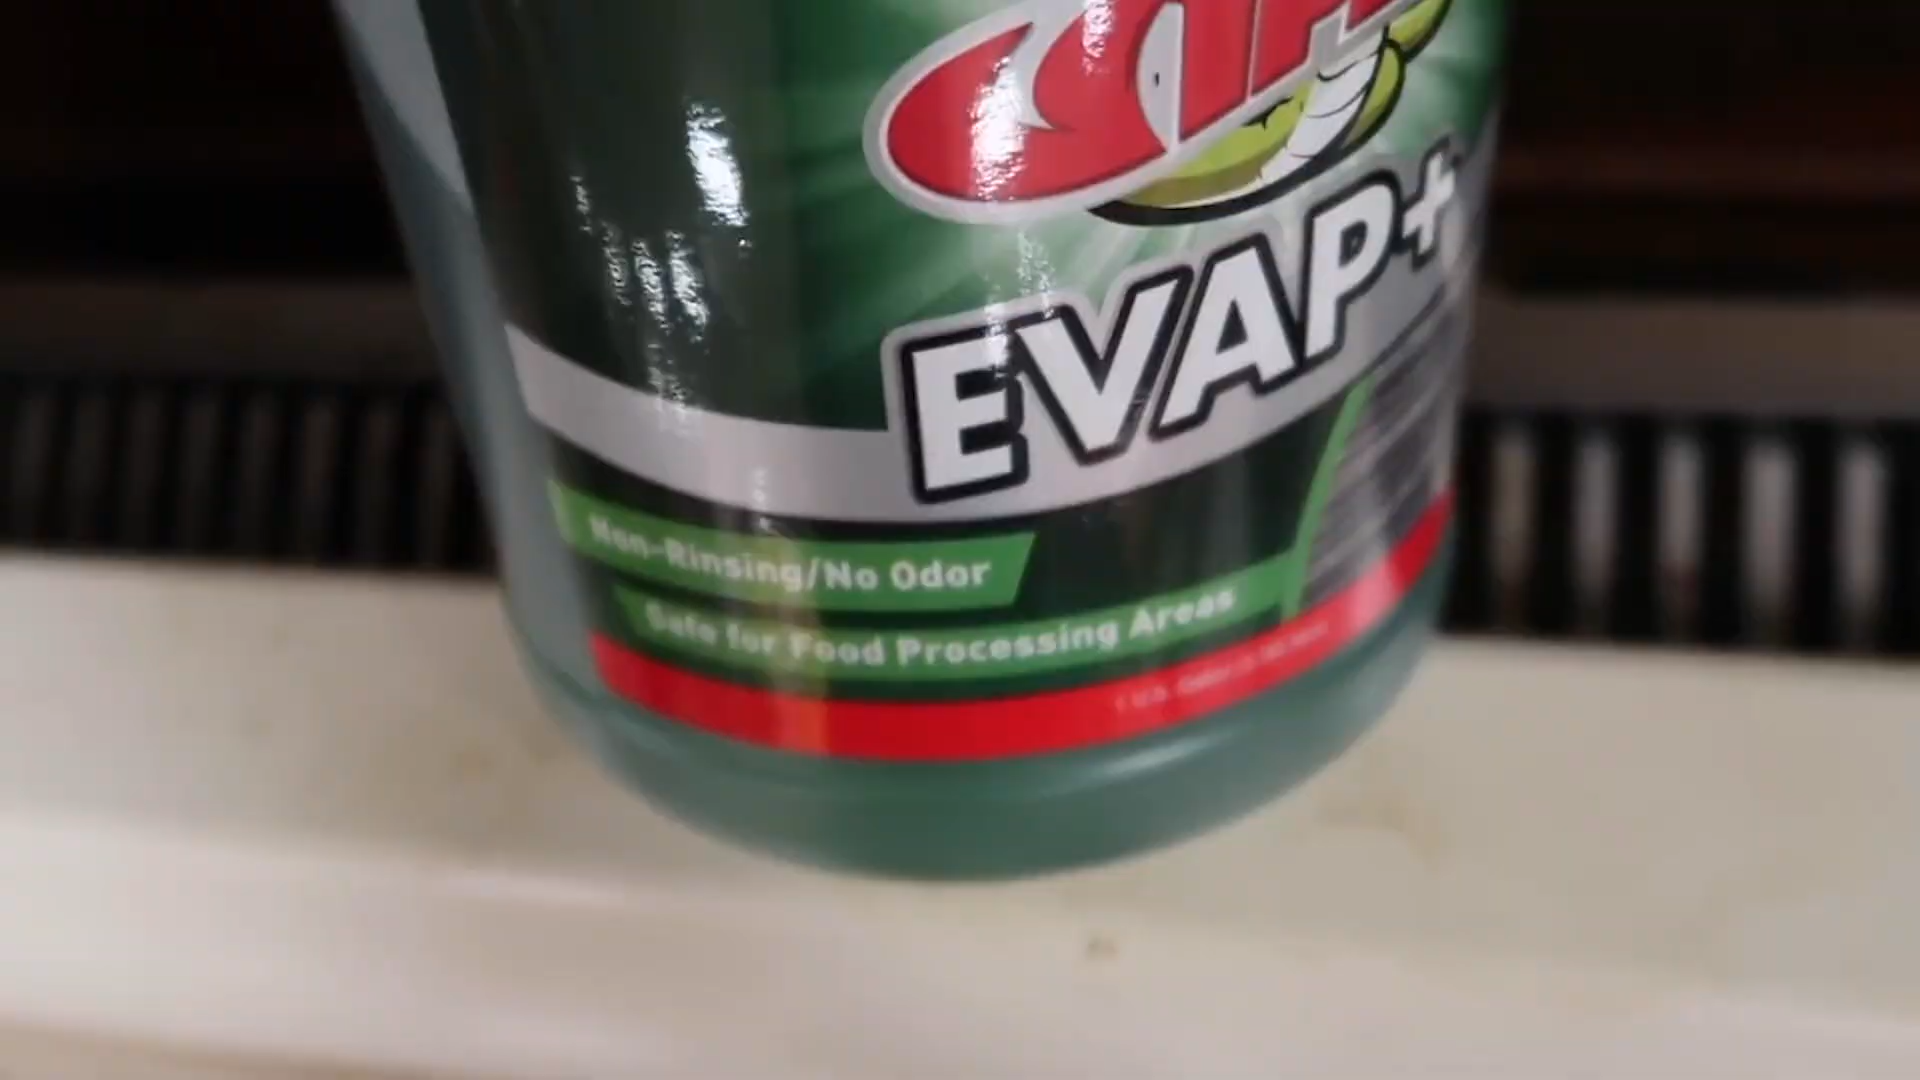 EVAP+
Non-Rinsing/No Odor
Safe for Food Processing Areas